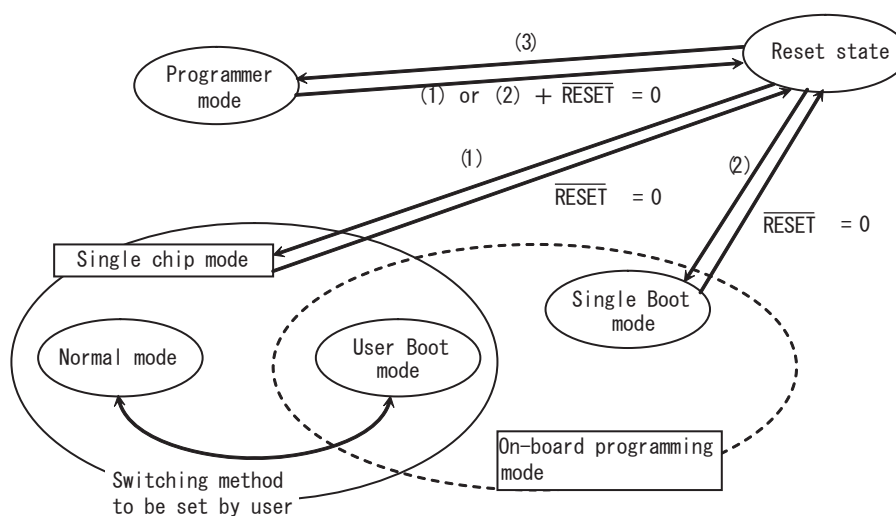 (3)
Reset state
Programmer
mode
(1) or (2) + RESET = 0
(1)
(2)
RESET = 0
RESET = 0
Single chip mode
Single Boot
mode
Normal mode
User Boot
mode
On-board programming
mode
Switching method
to be set by user